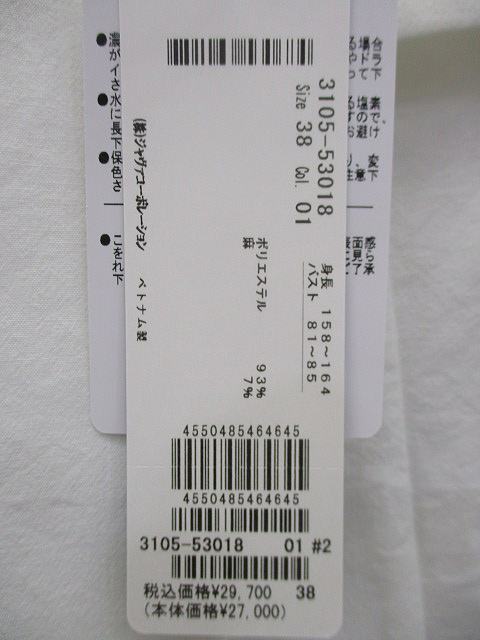 3105-53018
Size 38 Col. 01
身長 158～164
バスト 81～85
ポリエステル 93%
麻 7%
(株)ジャヴァコーポレーション ベトナム製
4550485464645
4550485464645
3105-53018 01 #2
税込価格¥29,700 38
(本体価格¥27,000)